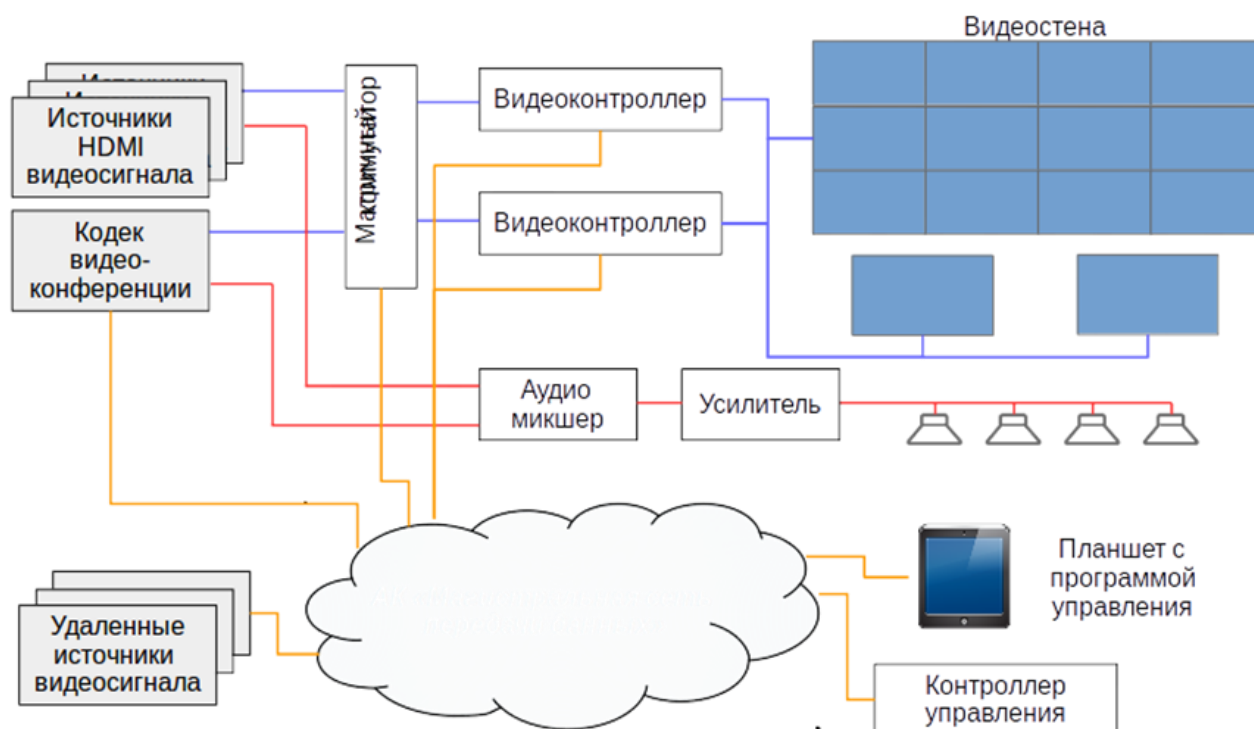 Видеостена
Источники
HDMI
видеосигнала
Видеоконтроллер
Видеоконтроллер
Кодек
видео-
конференции
Аудио
микшер
Усилитель
Планшет с
программой
управления
Удаленные
источники
видеосигнала
Контроллер
управления